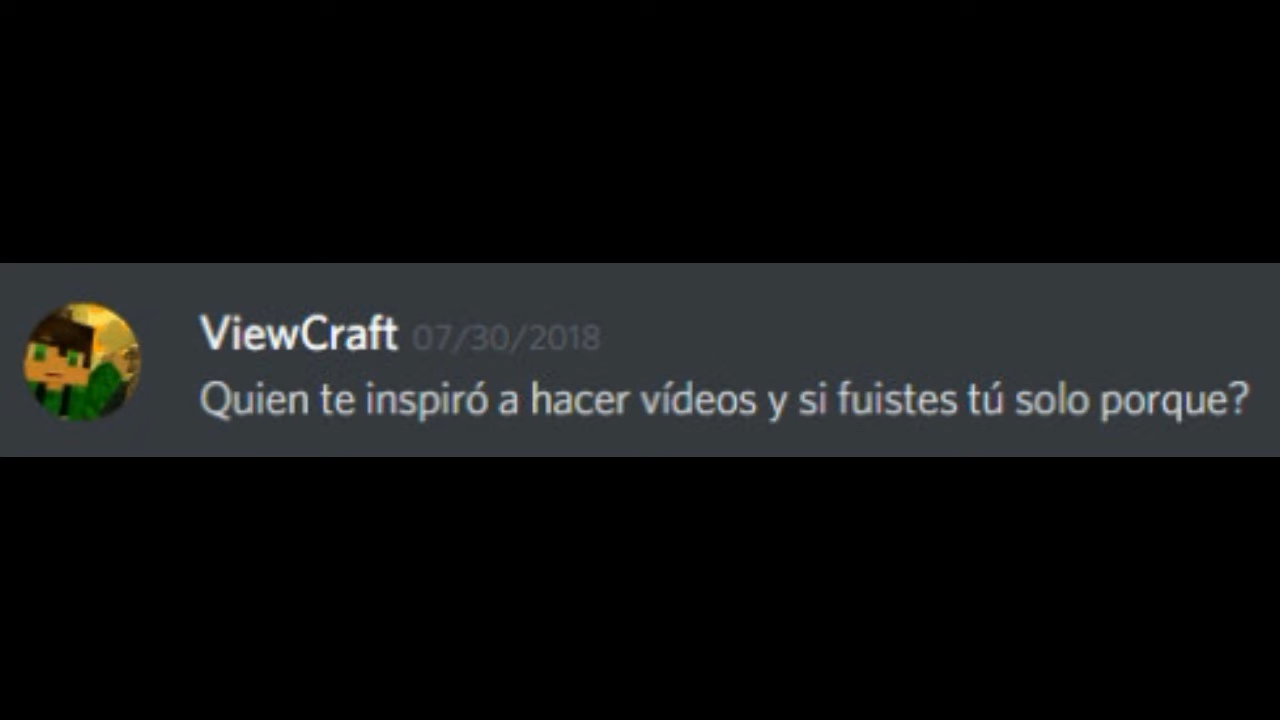 ViewCraft 07/30/2018
Quien te inspiró a hacer vídeos y si fuistes tú solo porque?